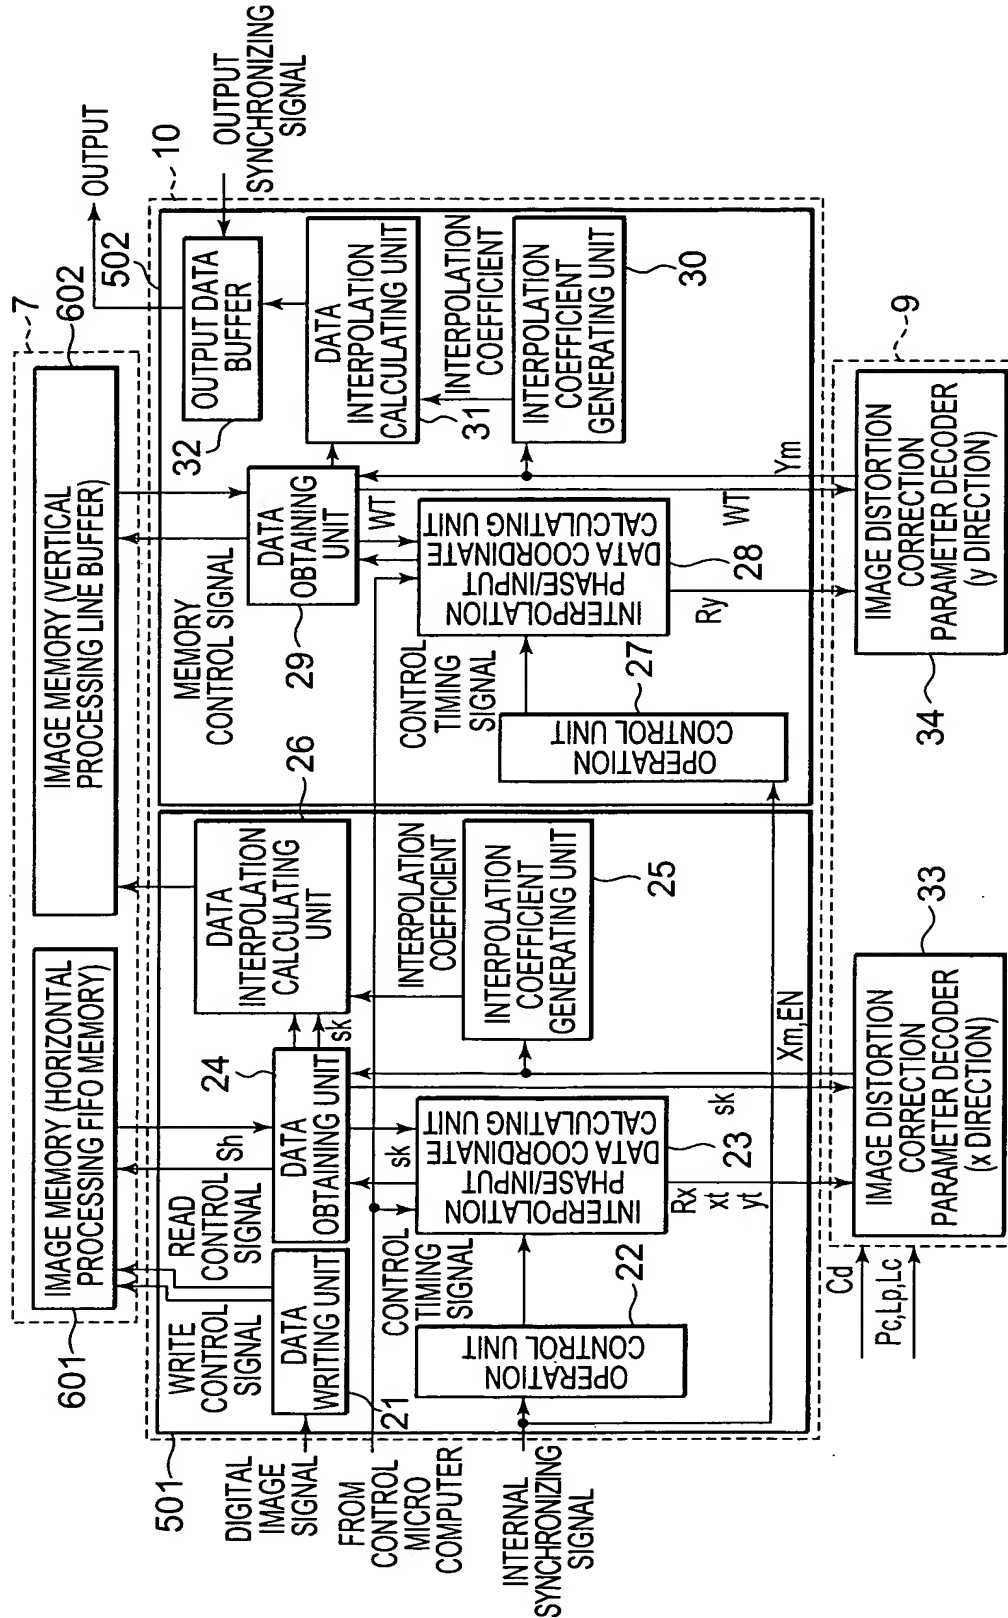 7
601
IMAGE MEMORY (HORIZONTAL
PROCESSING FIFO MEMORY)
602
IMAGE MEMORY (VERTICAL
PROCESSING LINE BUFFER)
OUTPUT
501
502
10
WRITE
CONTROL
SIGNAL
READ
CONTROL
SIGNAL
Sh
DIGITAL
IMAGE
SIGNAL
DATA
WRITING UNIT
21
DATA
OBTAINING UNIT
24
sk
DATA
INTERPOLATION
CALCULATING
UNIT
26
MEMORY
CONTROL SIGNAL
DATA
OBTAINING
UNIT
29
OUTPUT DATA
BUFFER
32
OUTPUT
SYNCHRONIZING
SIGNAL
DATA
INTERPOLATION
CALCULATING UNIT
31
FROM
CONTROL
MICRO
COMPUTER
CONTROL
TIMING
SIGNAL
sk
INTERPOLATION
PHASE/INPUT
DATA COORDINATE
CALCULATING UNIT
23
INTERPOLATION
COEFFICIENT
INTERPOLATION
COEFFICIENT
GENERATING UNIT
25
CONTROL
TIMING
SIGNAL
WT
INTERPOLATION
PHASE/INPUT
DATA COORDINATE
CALCULATING UNIT
28
INTERPOLATION
COEFFICIENT
INTERPOLATION
COEFFICIENT
GENERATING UNIT
30
INTERNAL
SYNCHRONIZING
SIGNAL
OPERATION
CONTROL UNIT
22
OPERATION
CONTROL UNIT
27
Rx
xt
yt
sk
Xm,EN
Ry
WT
Ym
9
Cd
Pc,Lp,Lc
IMAGE DISTORTION
CORRECTION
PARAMETER DECODER
(x DIRECTION)
33
IMAGE DISTORTION
CORRECTION
PARAMETER DECODER
(y DIRECTION)
34